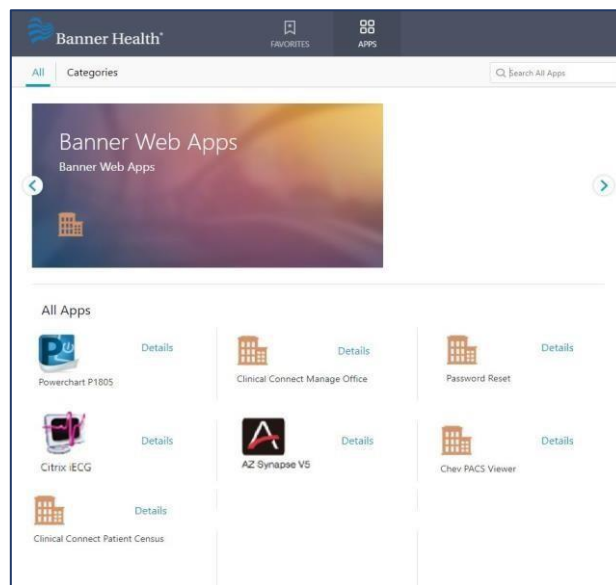 Banner Health®
FAVORITES
APPS
All
Categories
Search All Apps
Banner Web Apps
Banner Web Apps
All Apps
Details
Powerchart P1805
Details
Clinical Connect Manage Office
Details
Password Reset
Details
Citrix iECG
Details
AZ Synapse V5
Details
Chev PACS Viewer
Details
Clinical Connect Patient Census